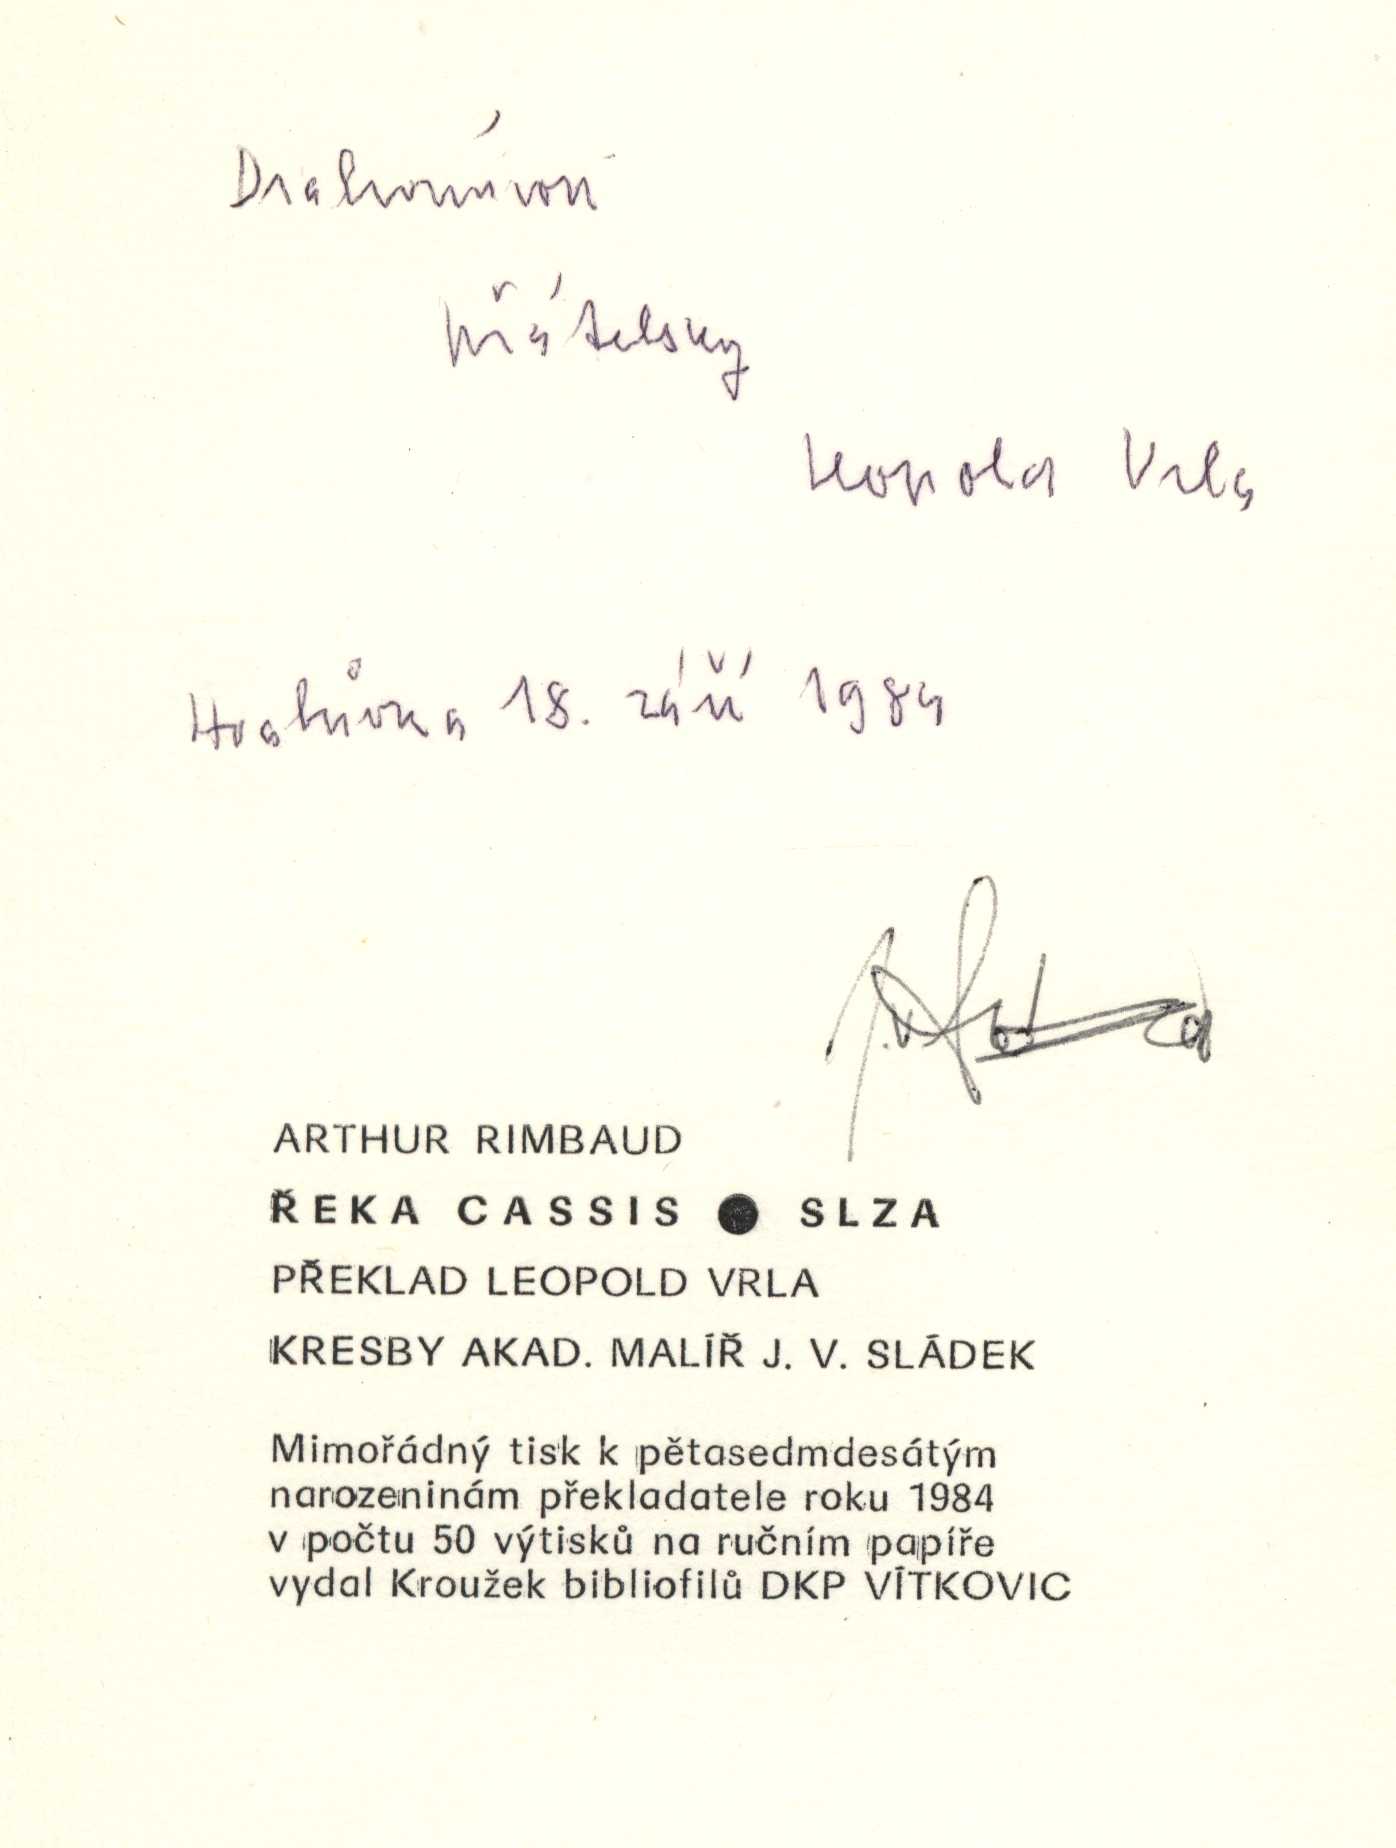 Drahomírovi
přátelsky
Leopold Vrla
Hrabůvka 18. září 1984
ARTHUR RIMBAUD
ŘEKA CASSIS ● SLZA
PŘEKLAD LEOPOLD VRLA
KRESBY AKAD. MALÍŘ J. V. SLÁDEK
Mimořádný tisk k pětasedmdesátým
narozeninám překladatele roku 1984
v počtu 50 výtisků na ručním papíře
vydal Kroužek bibliofilů DKP VÍTKOVIC